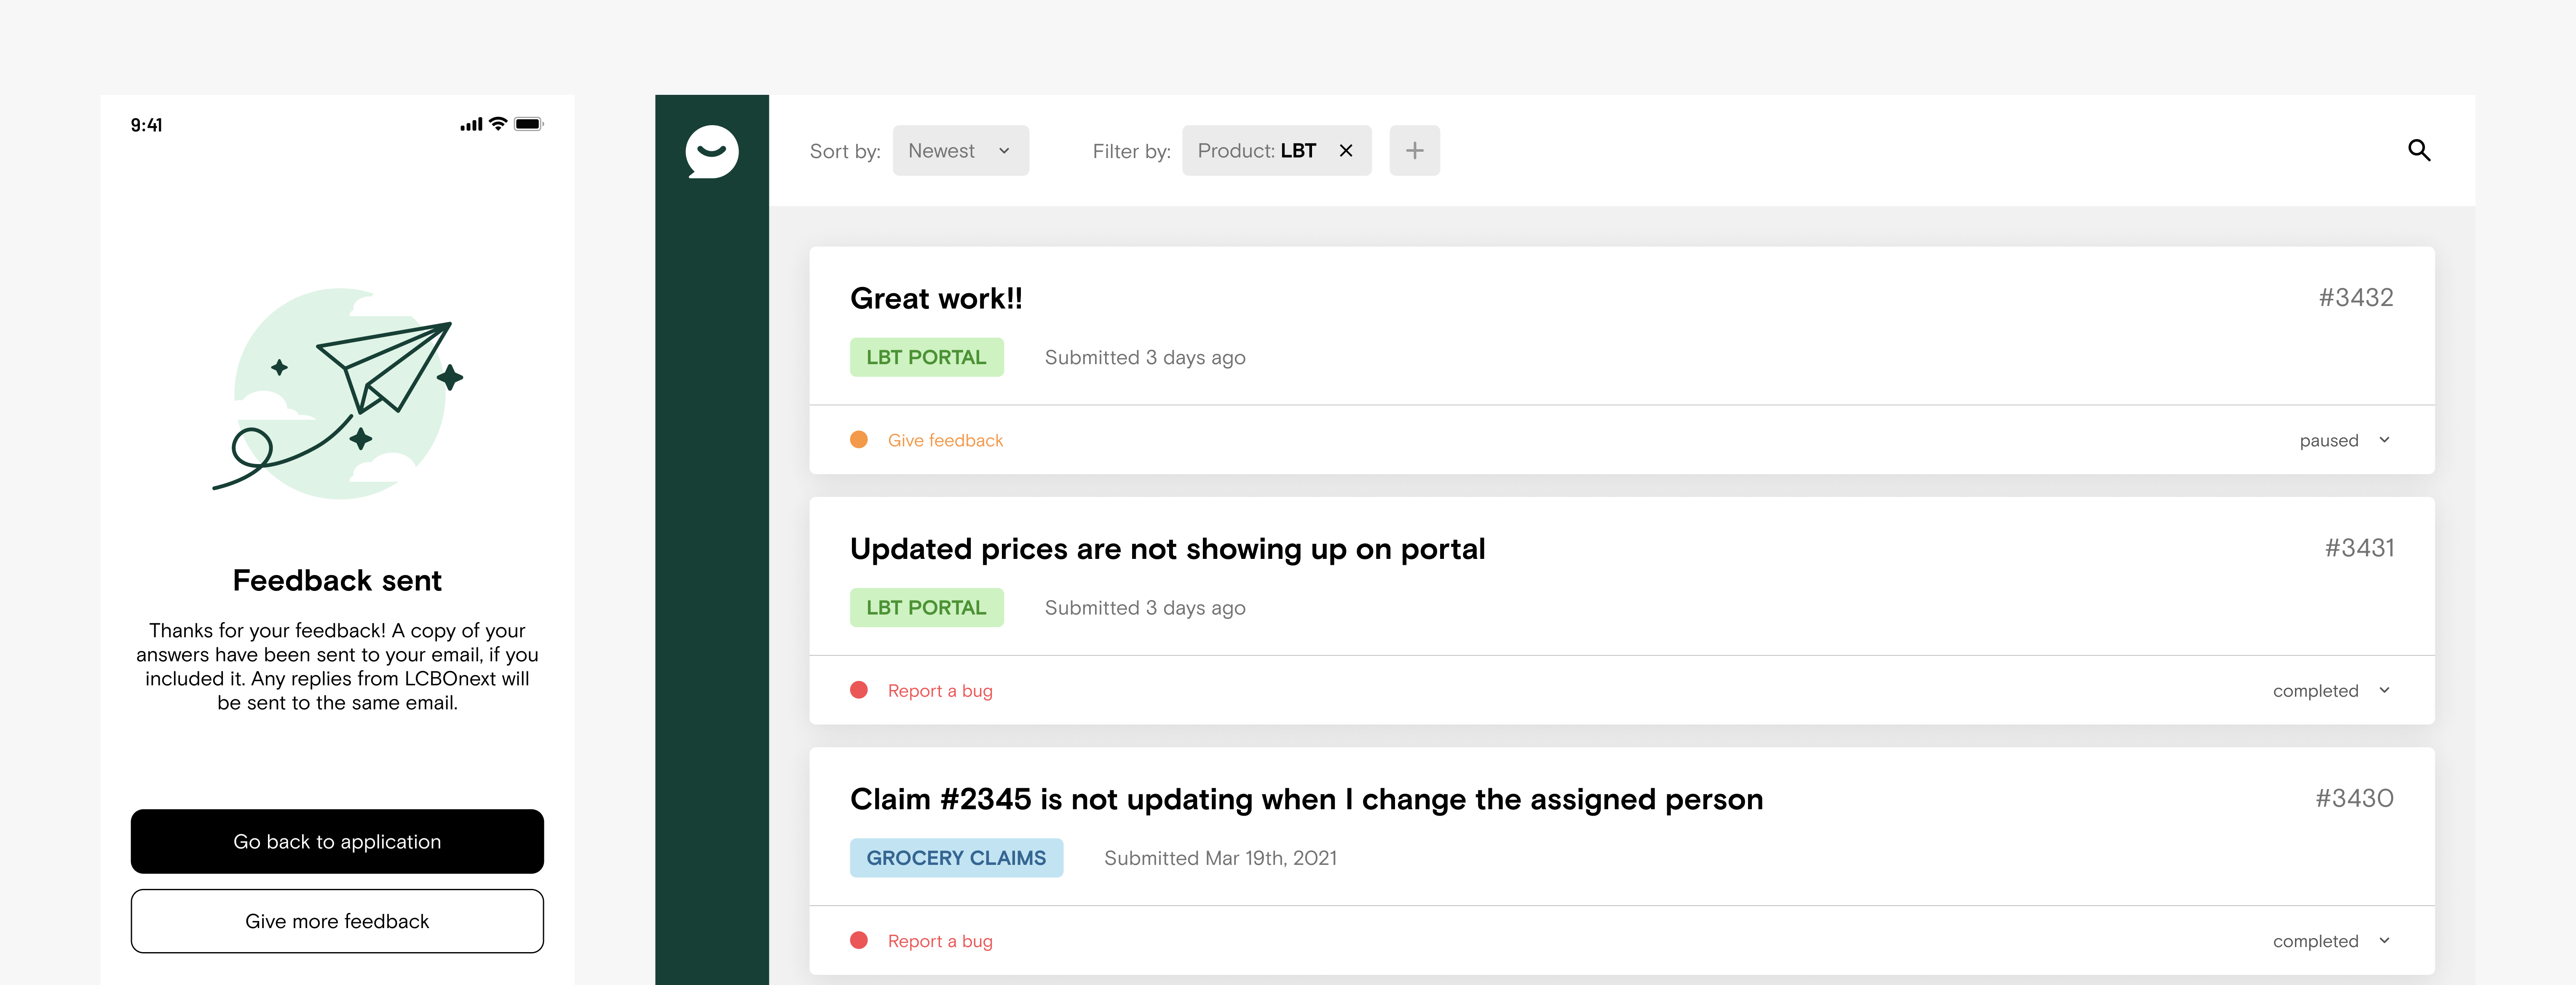 9:41
Feedback sent
Thanks for your feedback! A copy of your
answers have been sent to your email, if you
included it. Any replies from LCBOnext will
be sent to the same email.
Go back to application
Give more feedback
Sort by: Newest Filter by: Product: LBT
Great work!! #3432
LBT PORTAL Submitted 3 days ago
Give feedback paused
Updated prices are not showing up on portal #3431
LBT PORTAL Submitted 3 days ago
Report a bug completed
Claim #2345 is not updating when I change the assigned person #3430
GROCERY CLAIMS Submitted Mar 19th, 2021
Report a bug completed